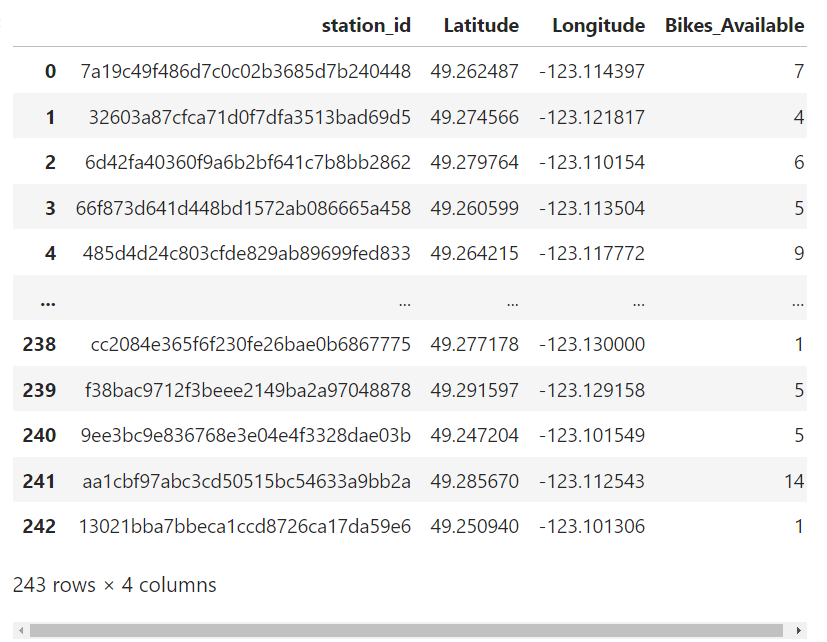 station_id Latitude Longitude Bikes_Available
0 7a19c49f486d7c0c02b3685d7b240448 49.262487 -123.114397 7
1 32603a87cfca71d0f7dfa3513bad69d5 49.274566 -123.121817 4
2 6d42fa40360f9a6b2bf641c7b8bb2862 49.279764 -123.110154 6
3 66f873d641d448bd1572ab086665a458 49.260599 -123.113504 5
4 485d4d24c803cfde829ab89699fed833 49.264215 -123.117772 9
... ... ... ... ...
238 cc2084e365f6f230fe26bae0b6867775 49.277178 -123.130000 1
239 f38bac9712f3beee2149ba2a97048878 49.291597 -123.129158 5
240 9ee3bc9e836768e3e04e4f3328dae03b 49.247204 -123.101549 5
241 aa1cbf97abc3cd50515bc54633a9bb2a 49.285670 -123.112543 14
242 13021bba7bbeca1ccd8726ca17da59e6 49.250940 -123.101306 1
243 rows × 4 columns